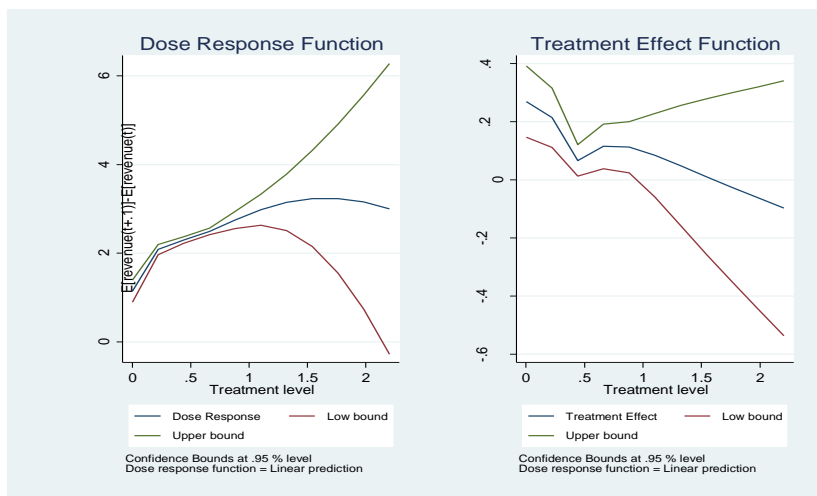 Dose Response Function
E[revenue(t+.1)]-E[revenue(t)]
6
4
2
0
0 .5 1 1.5 2
Treatment level
Dose Response Low bound
Upper bound
Confidence Bounds at .95 % level
Dose response function = Linear prediction
Treatment Effect Function
.4
.2
0
-.2
-.4
-.6
0 .5 1 1.5 2
Treatment level
Treatment Effect Low bound
Upper bound
Confidence Bounds at .95 % level
Dose response function = Linear prediction